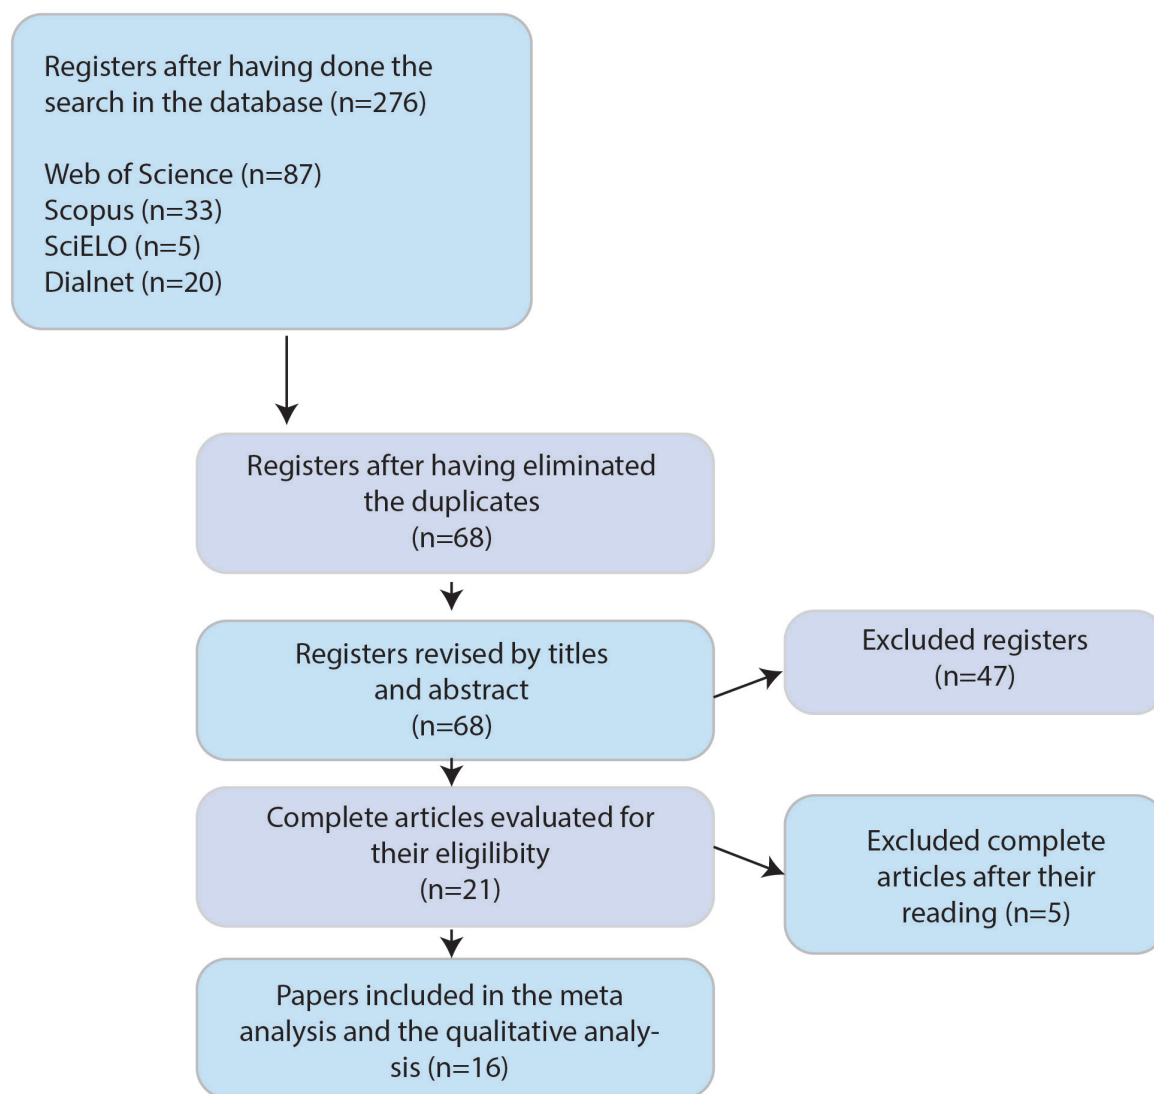 Registers after having done the
search in the database (n=276)
Web of Science (n=87)
Scopus (n=33)
SciELO (n=5)
Dialnet (n=20)
Registers after having eliminated
the duplicates
(n=68)
Registers revised by titles
and abstract
(n=68)
Excluded registers
(n=47)
Complete articles evaluated for
their eligilibity
(n=21)
Excluded complete
articles after their
reading (n=5)
Papers included in the meta
analysis and the qualitative analy-
sis (n=16)